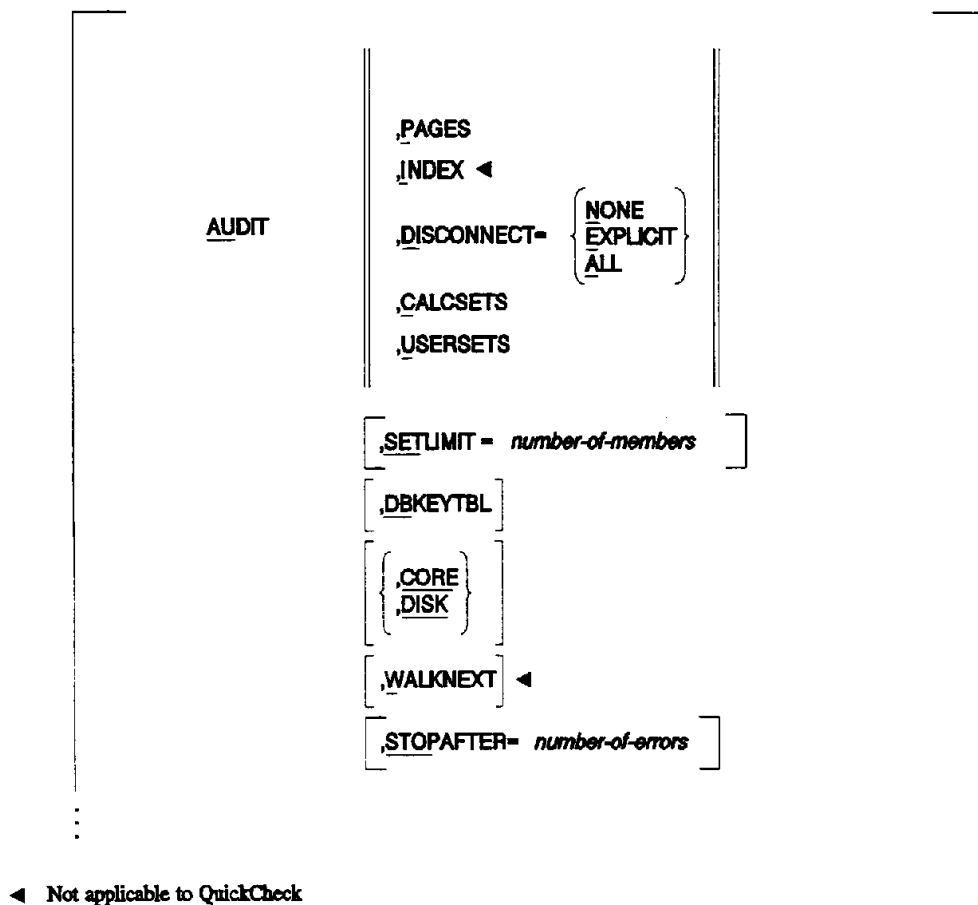 ,PAGES
,INDEX ◄
AUDIT ,DISCONNECT= NONE
EXPLICIT
ALL
,CALCSETS
,USERSETS
,SETLIMIT = number-of-members
,DBKEYTBL
,CORE
,DISK
,WALKNEXT ◄
,STOPAFTER= number-of-errors
◄ Not applicable to QuickCheck